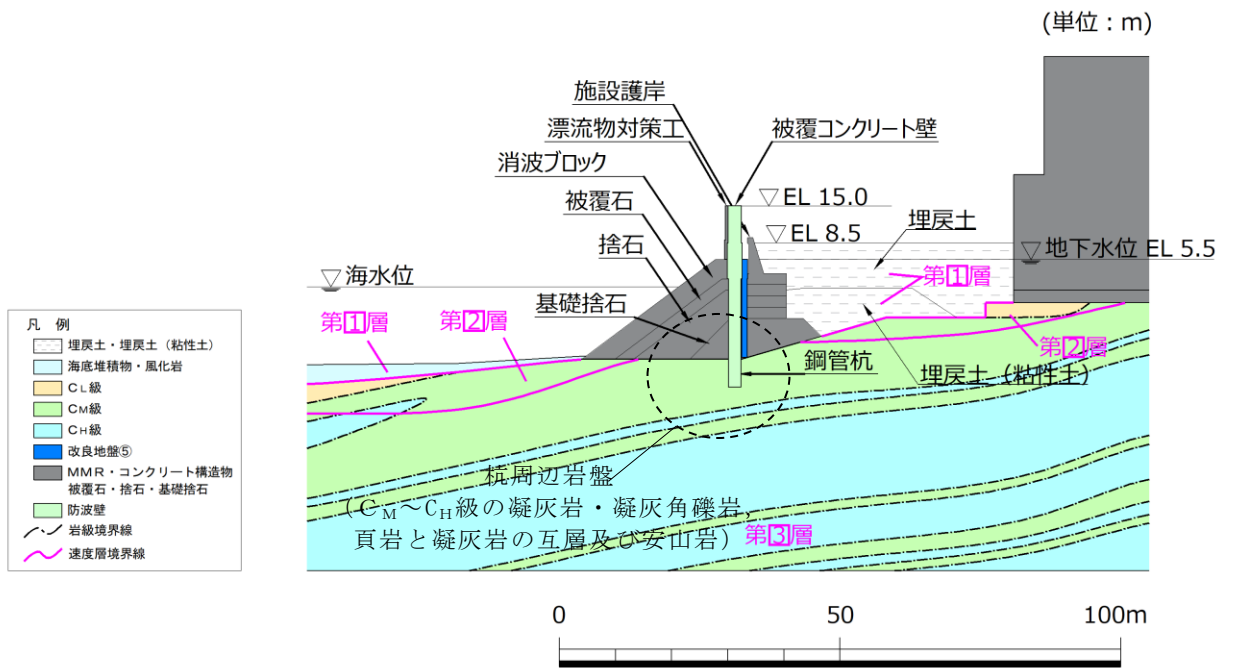 (単位：m)
施設護岸
漂流物対策工
被覆コンクリート壁
消波ブロック
▽EL 15.0
被覆石
埋戻土
▽EL 8.5
捨石
▽地下水位 EL 5.5
▽海水位
第1層
基礎捨石
第1層
第2層
第2層
鋼管杭
埋戻土（粘性土）
杭周辺岩盤
（CM～CH級の凝灰岩・凝灰角礫岩,
頁岩と凝灰岩の互層及び安山岩）
第3層
凡 例
埋戻土・埋戻土（粘性土）
海底堆積物・風化岩
CL級
CM級
CH級
改良地盤⑤
MMR・コンクリート構造物
被覆石・捨石・基礎捨石
防波壁
岩級境界線
速度層境界線
0 50 100m